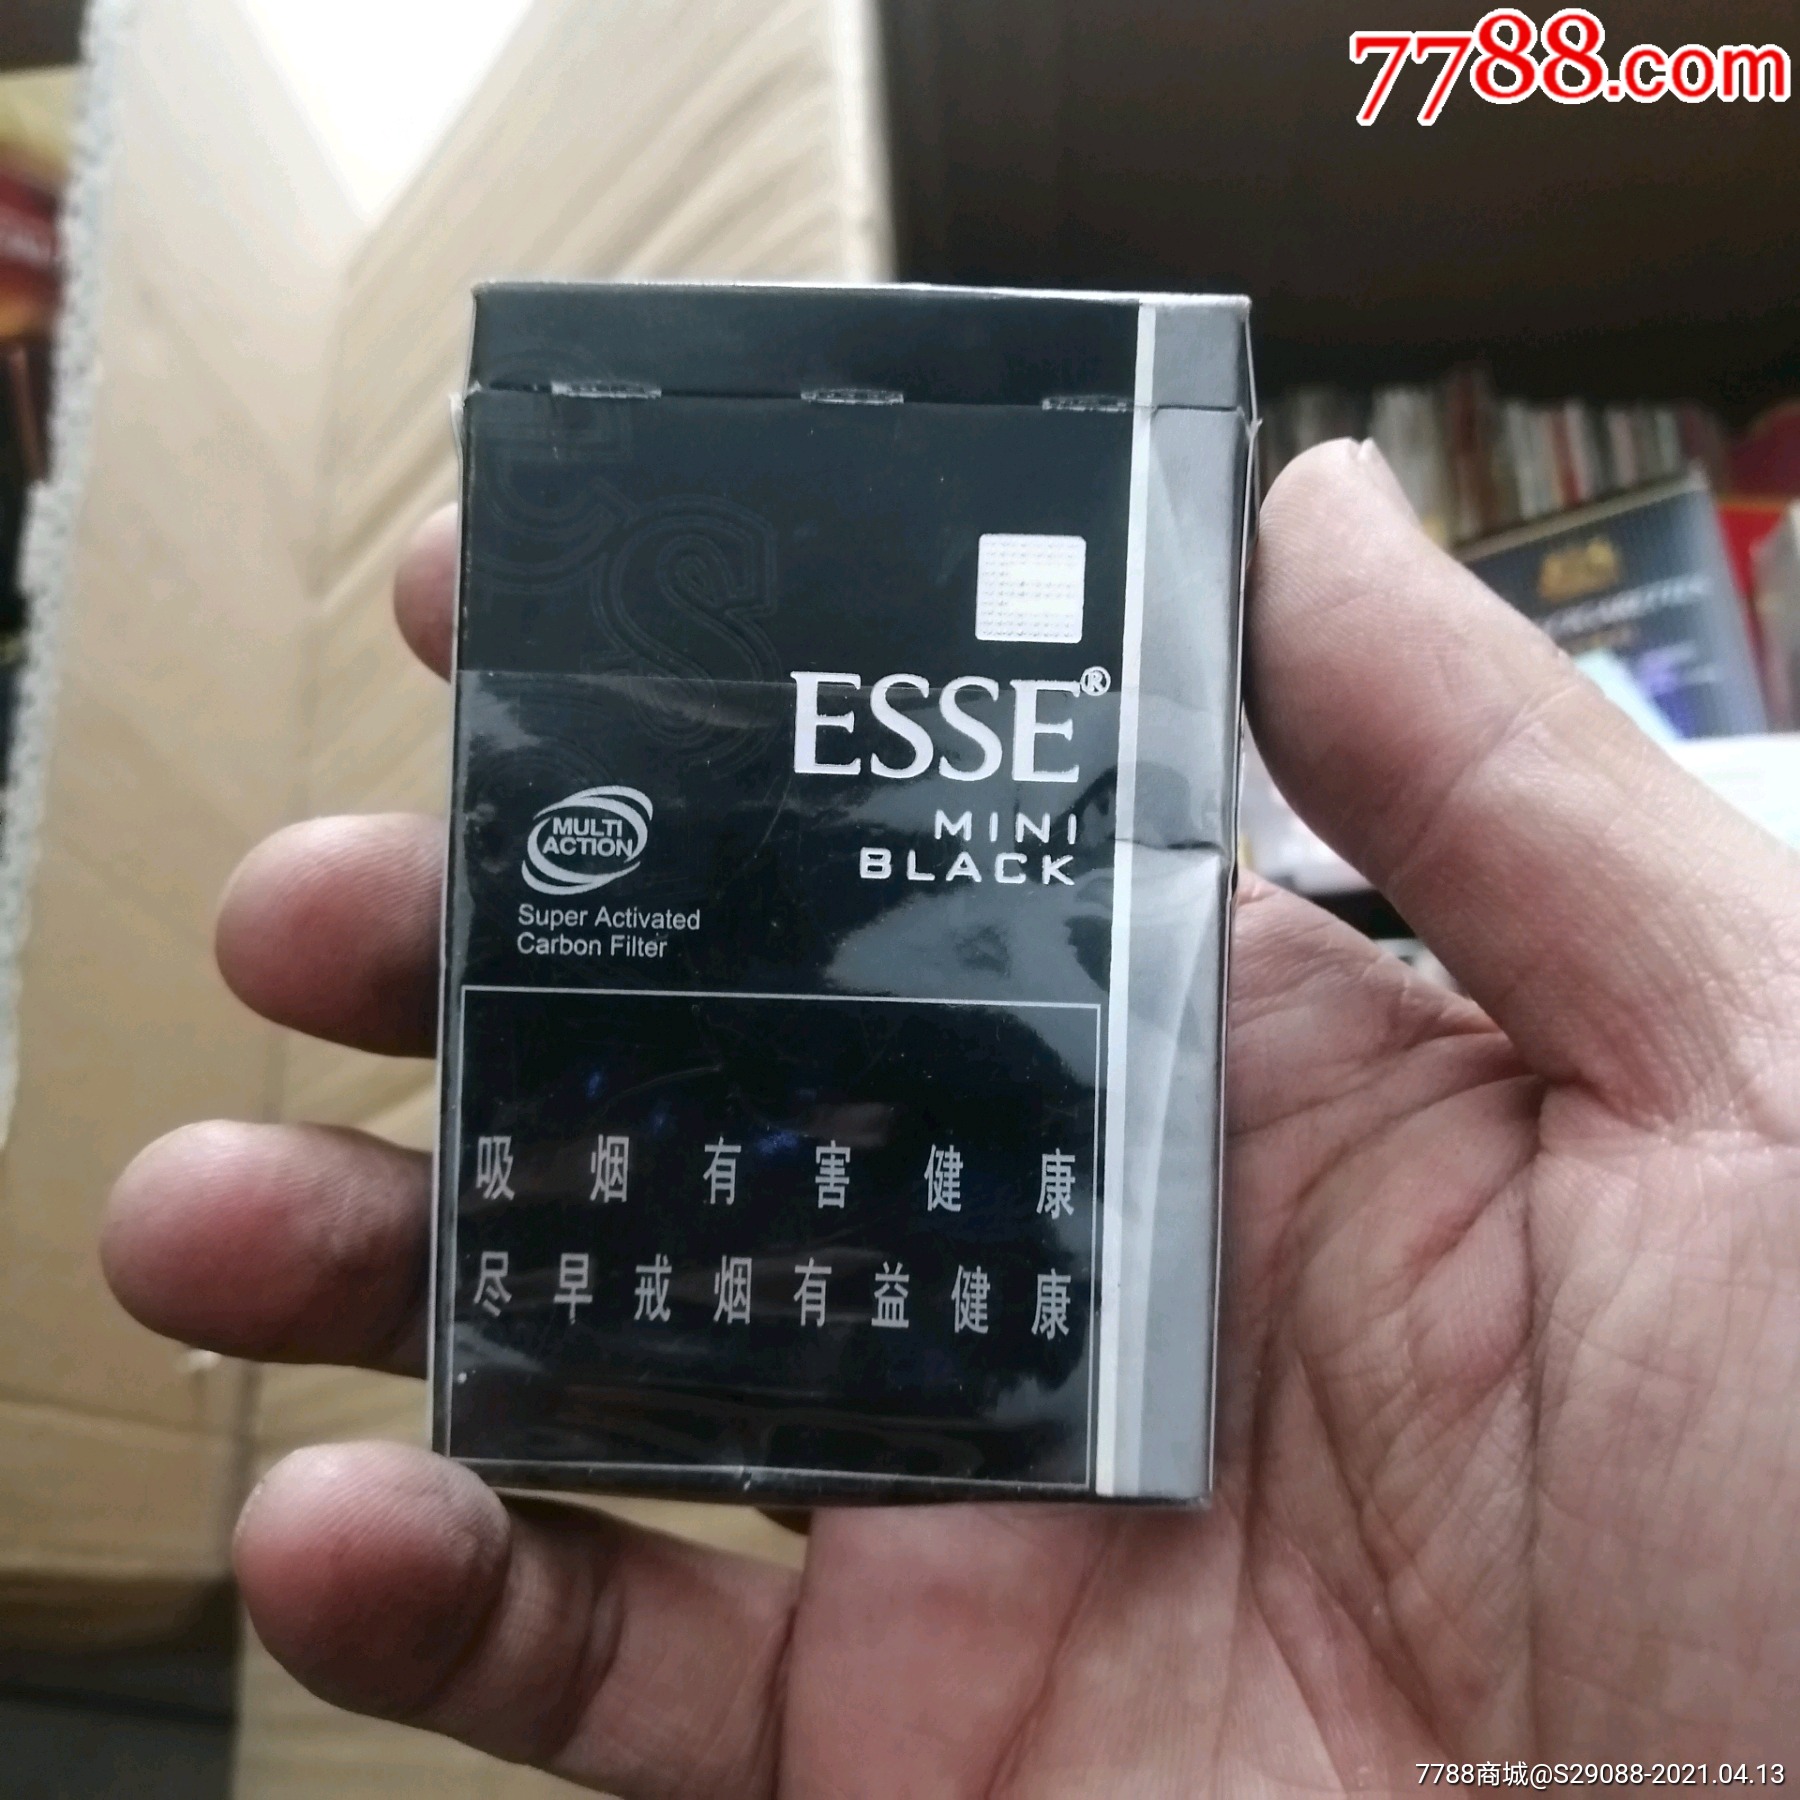 7788.com
ESSE®
MINI
BLACK
MULTI
ACTION
Super Activated
Carbon Filter
吸烟有害健康
尽早戒烟有益健康
7788商城@S29088-2021.04.13